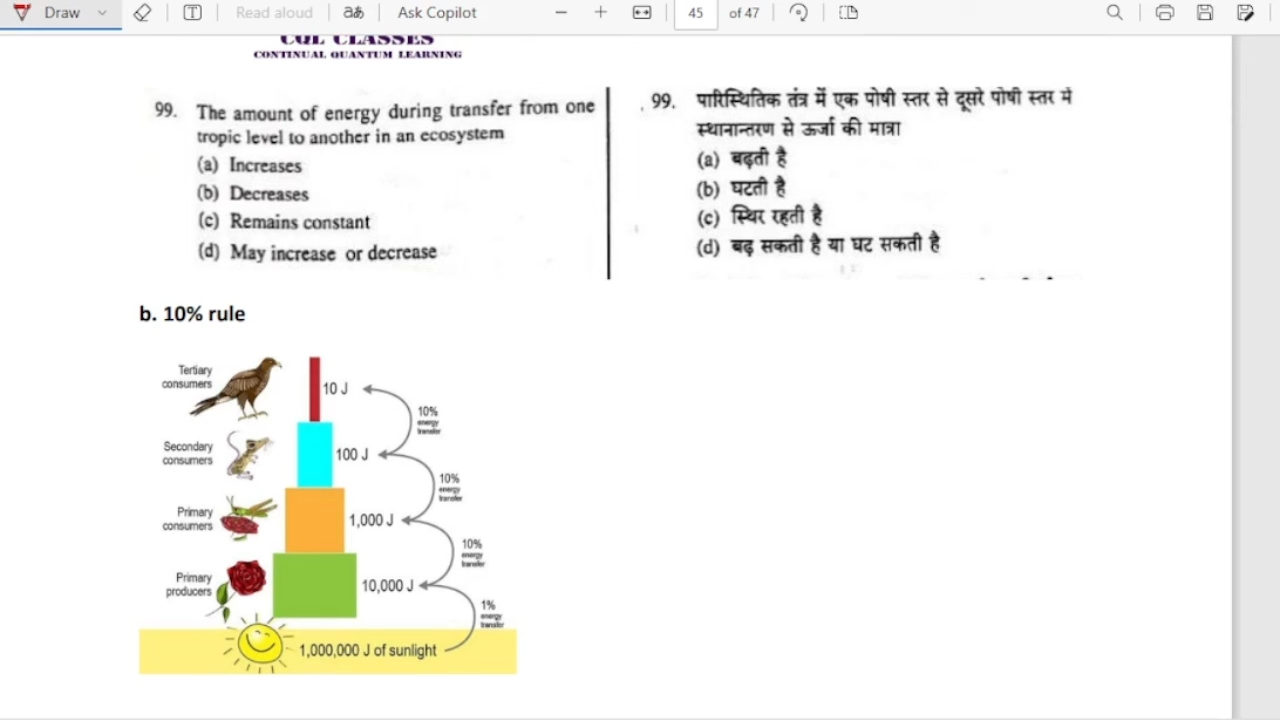 Draw
Read aloud
Ask Copilot
45
of 47
CQL CLASSES
CONTINUAL QUANTUM LEARNING
99. The amount of energy during transfer from one
tropic level to another in an ecosystem
(a) Increases
(b) Decreases
(c) Remains constant
(d) May increase or decrease
99. पारिस्थितिक तंत्र में एक पोषी स्तर से दूसरे पोषी स्तर में
स्थानान्तरण से ऊर्जा की मात्रा
(a) बढ़ती है
(b) घटती है
(c) स्थिर रहती है
(d) बढ़ सकती है या घट सकती है
b. 10% rule
Tertiary
consumers
10 J
10%
energy
transfer
Secondary
consumers
100 J
10%
energy
transfer
Primary
consumers
1,000 J
10%
energy
transfer
Primary
producers
10,000 J
1%
energy
transfer
1,000,000 J of sunlight